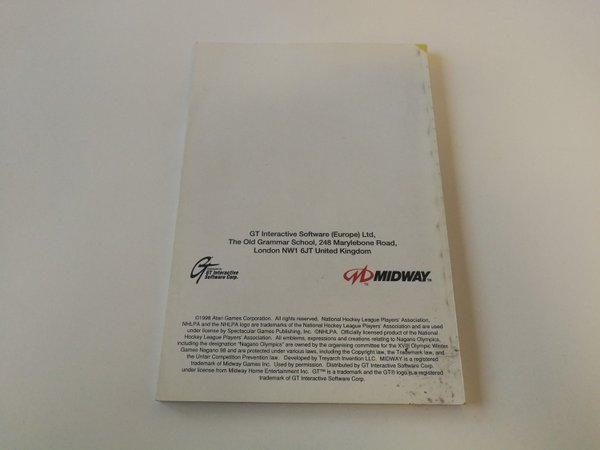 GT Interactive Software (Europe) Ltd,
The Old Grammar School, 248 Marylebone Road,
London NW1 6JT United Kingdom
GT
GT Interactive
Software Corp.
MIDWAY
©1998 Atari Games Corporation. All rights reserved. National Hockey League Players' Association,
NHLPA and the NHLPA logo are trademarks of the National Hockey League Players' Association and are used
under license by Spectacular Games Publishing, Inc. ©NHLPA. Officially licensed product of the National
Hockey League Players' Association. All emblems, expressions and creations relating to Nagano Olympics,
including the designation "Nagano Olympics" are owned by the organising committee for the XVIII Olympic Winter
Games Nagano 98 and are protected under various laws, including the Copyright law, the Trademark law, and
the Unfair Competition Prevention law. Developed by Treyarch Invention LLC. MIDWAY is a registered
trademark of Midway Games Inc. Used by permission. Distributed by GT Interactive Software Corp.
under license from Midway Home Entertainment Inc. GT™ is a trademark and the GT® logo is a registered
trademark of GT Interactive Software Corp.